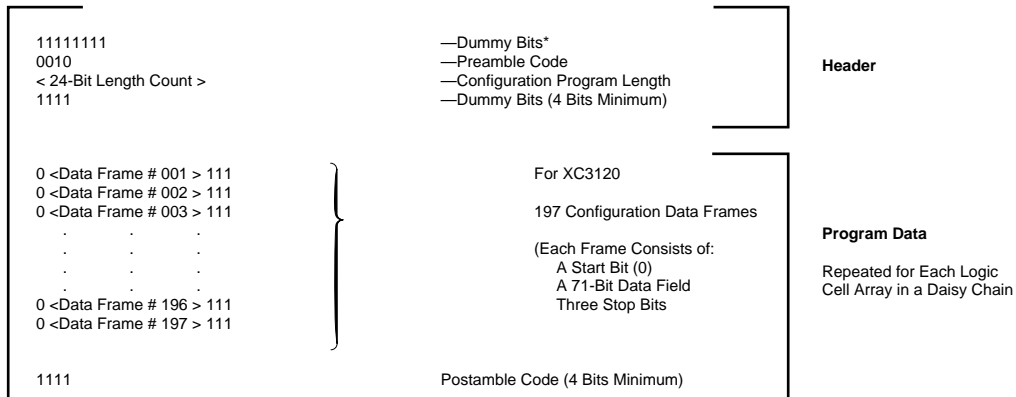 11111111 —Dummy Bits*
0010 —Preamble Code
< 24-Bit Length Count > —Configuration Program Length
1111 —Dummy Bits (4 Bits Minimum)
Header
0 <Data Frame # 001 > 111 For XC3120
0 <Data Frame # 002 > 111
0 <Data Frame # 003 > 111 197 Configuration Data Frames
. . .
. . . (Each Frame Consists of:
. . . A Start Bit (0)
. . . A 71-Bit Data Field
0 <Data Frame # 196 > 111 Three Stop Bits
0 <Data Frame # 197 > 111
Program Data
Repeated for Each Logic
Cell Array in a Daisy Chain
1111 Postamble Code (4 Bits Minimum)